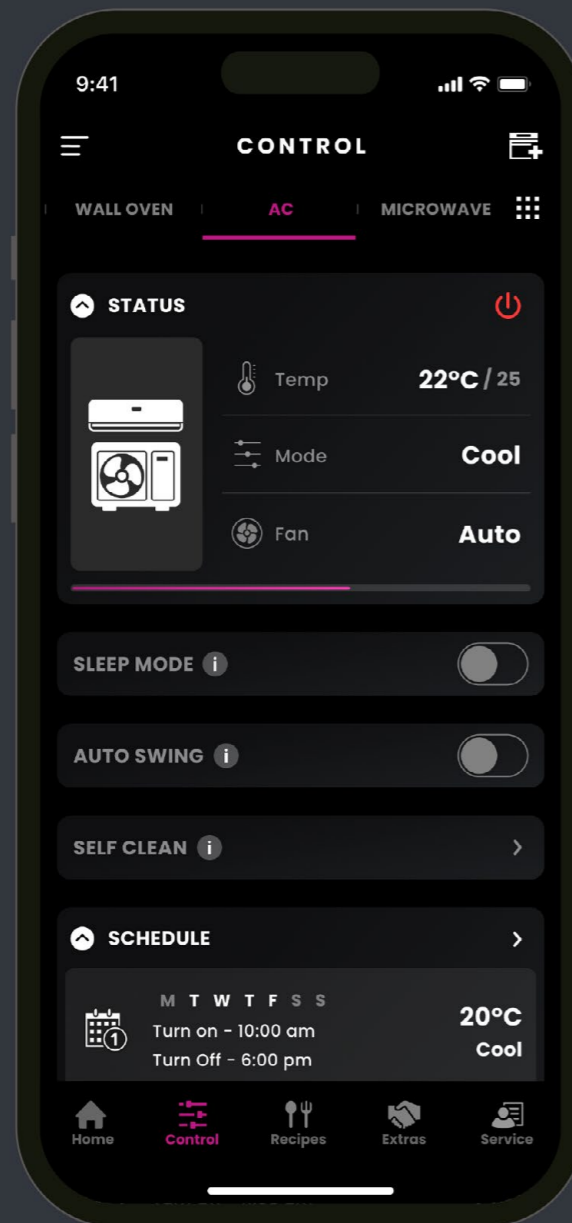 9:41
CONTROL
WALL OVEN AC MICROWAVE
STATUS
Temp 22°C / 25
Mode Cool
Fan Auto
SLEEP MODE i
AUTO SWING i
SELF CLEAN i
SCHEDULE
M T W T F S S
Turn on - 10:00 am
Turn Off - 6:00 pm
20°C
Cool
1
Home Control Recipes Extras Service